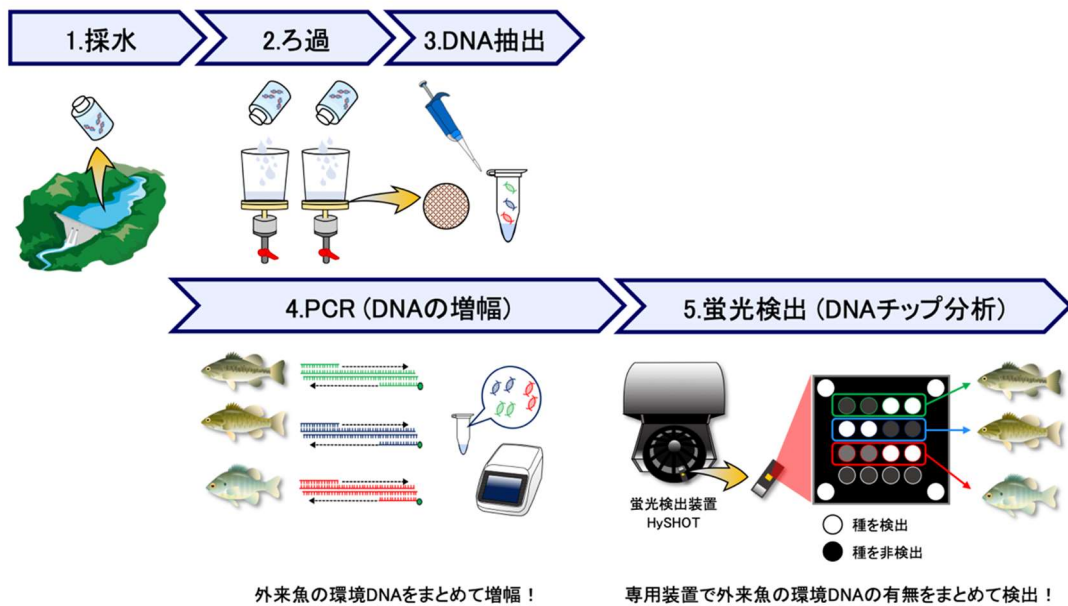 1.採水
2.ろ過
3.DNA抽出
4.PCR (DNAの増幅)
5.蛍光検出 (DNAチップ分析)
蛍光検出装置
HySHOT
種を検出
種を非検出
外来魚の環境DNAをまとめて増幅！
専用装置で外来魚の環境DNAの有無をまとめて検出！